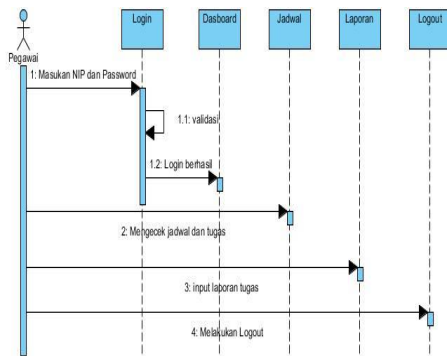 Login
Dasboard
Jadwal
Laporan
Logout
Pegawai
1: Masukan NIP dan Password
1.1: validasi
1.2: Login berhasil
2: Mengecek jadwal dan tugas
3: input laporan tugas
4: Melakukan Logout